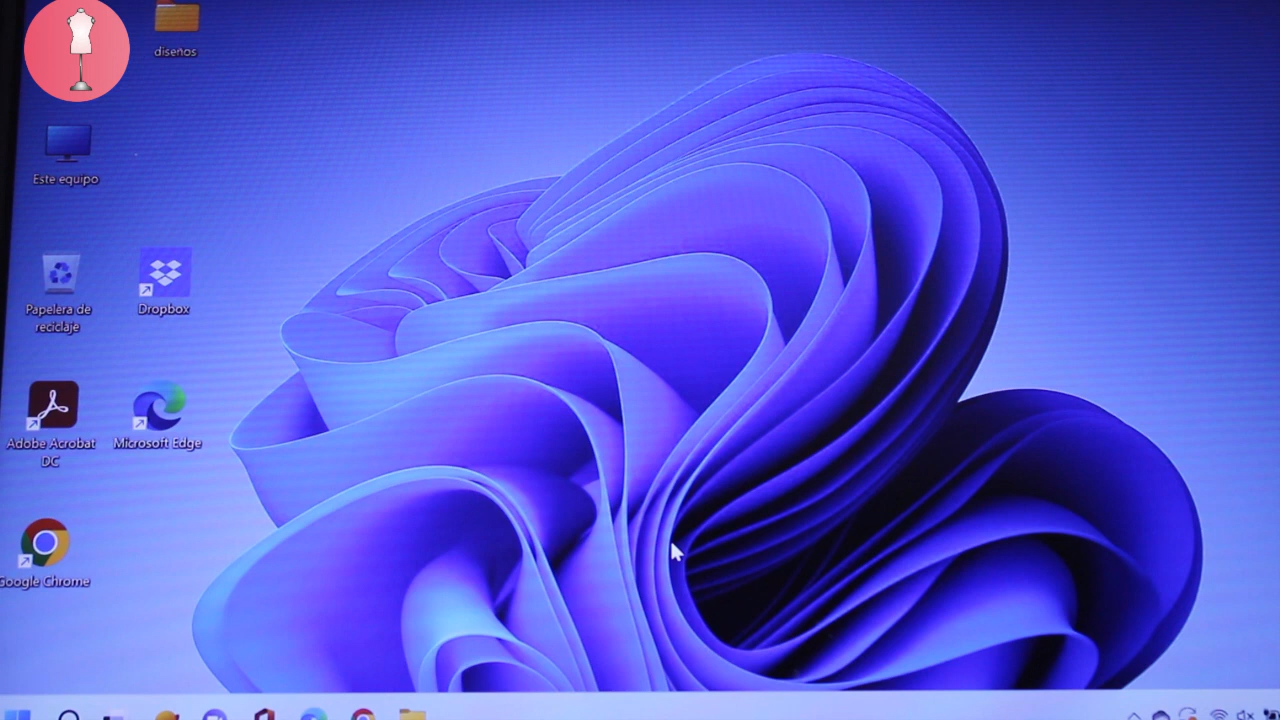 diseños
Este equipo
Papelera de
reciclaje
Dropbox
Adobe Acrobat
DC
Microsoft Edge
Google Chrome